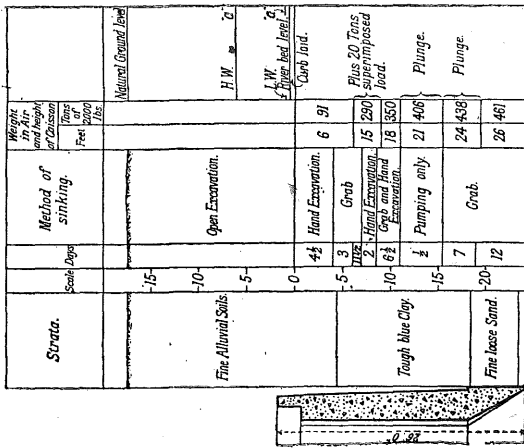 Strata.
Fine Alluvial Soils.
Tough blue Clay.
Fine loose Sand.
Scale
-15-
-10-
-5-
0
-5-
-10-
-15-
-20-
Days
4½
3
11½
2
6½
½
7
12
Method of
sinking.
Open Excavation.
Hand Excavation.
Grab
Hand Excavation
Grab and Hand
Excavation.
Pumping only.
Grab.
Weight
in Air
and height
of Caisson
Feet
Tons
of
2000
lbs.
6 91
15 290
18 350
21 406
24 438
26 461
Natural Ground level
H.W.
L.W.
River bed level.
Curb laid.
Plus 20 Tons
superimposed
load.
Plunge.
Plunge.
26' 0"